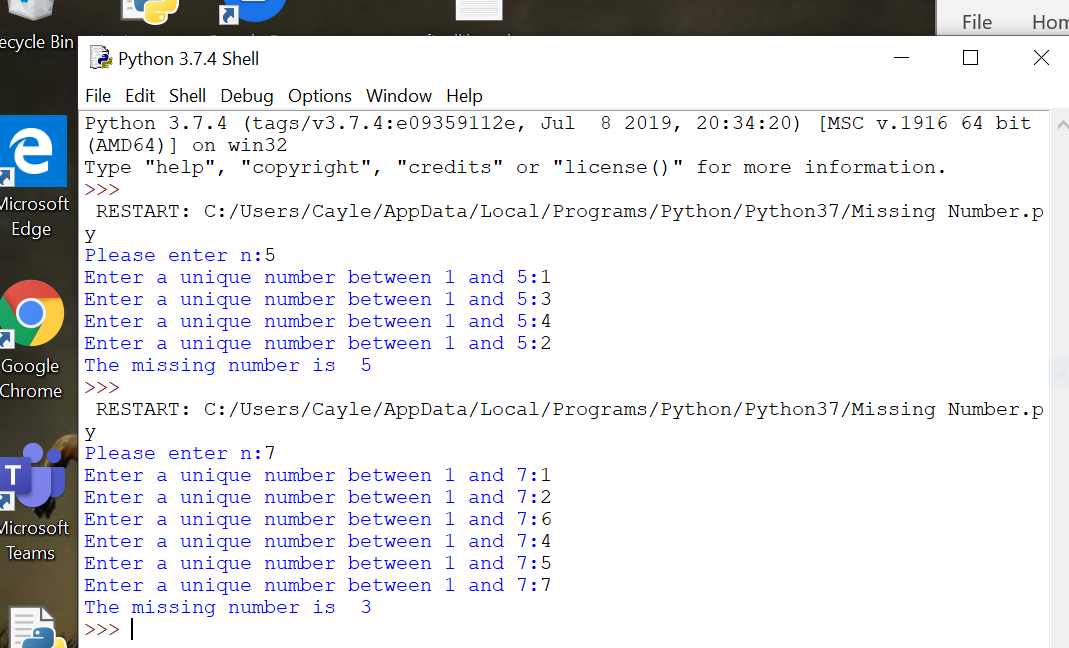 ecycle Bin
File Hom
Python 3.7.4 Shell
File Edit Shell Debug Options Window Help
Python 3.7.4 (tags/v3.7.4:e09359112e, Jul  8 2019, 20:34:20) [MSC v.1916 64 bit
(AMD64)] on win32
Type "help", "copyright", "credits" or "license()" for more information.
>>>
 RESTART: C:/Users/Cayle/AppData/Local/Programs/Python/Python37/Missing Number.p
y
Please enter n:5
Enter a unique number between 1 and 5:1
Enter a unique number between 1 and 5:3
Enter a unique number between 1 and 5:4
Enter a unique number between 1 and 5:2
The missing number is  5
>>>
 RESTART: C:/Users/Cayle/AppData/Local/Programs/Python/Python37/Missing Number.p
y
Please enter n:7
Enter a unique number between 1 and 7:1
Enter a unique number between 1 and 7:2
Enter a unique number between 1 and 7:6
Enter a unique number between 1 and 7:4
Enter a unique number between 1 and 7:5
Enter a unique number between 1 and 7:7
The missing number is  3
>>>
Microsoft
Edge
Google
Chrome
T
Microsoft
Teams